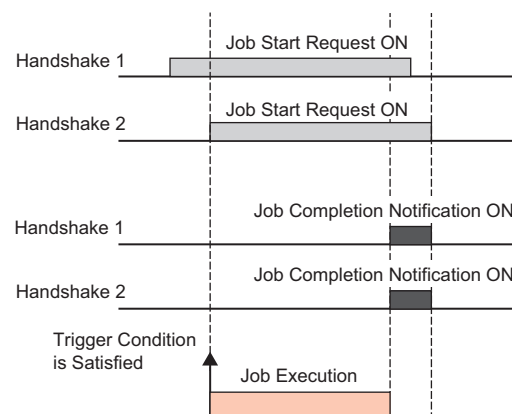 Job Start Request ON
Handshake 1
Job Start Request ON
Handshake 2
Job Completion Notification ON
Handshake 1
Job Completion Notification ON
Handshake 2
Trigger Condition
is Satisfied
Job Execution